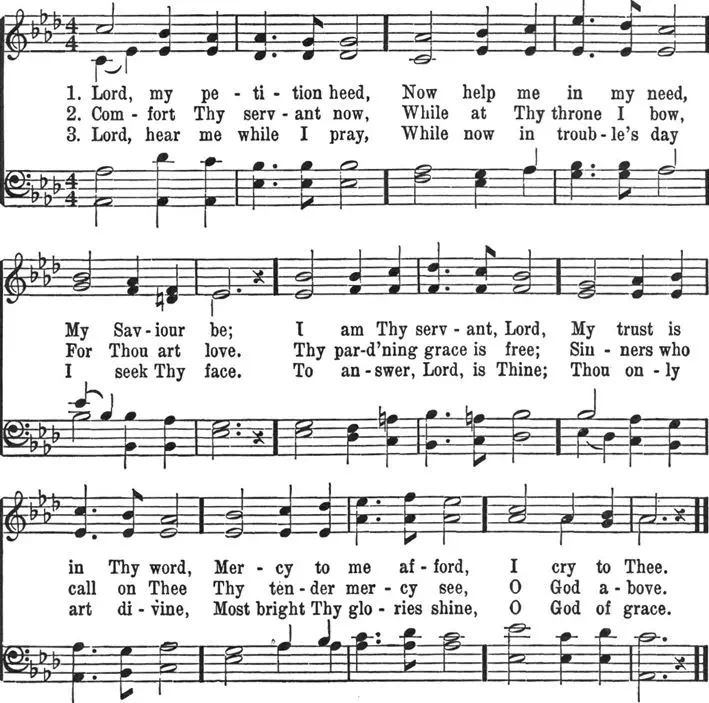 4
4
1. Lord, my pe - ti - tion heed, Now help me in my need,
2. Com - fort Thy serv - ant now, While at Thy throne I bow,
3. Lord, hear me while I pray, While now in troub - le's day
4
4
My Sav - iour be; I am Thy serv - ant, Lord, My trust is
For Thou art love. Thy par - d'ning grace is free; Sin - ners who
I seek Thy face. To an - swer, Lord, is Thine; Thou on - ly
in Thy word, Mer - cy to me af - ford, I cry to Thee.
call on Thee Thy ten - der mer - cy see, O God a - bove.
art di - vine, Most bright Thy glo - ries shine, O God of grace.